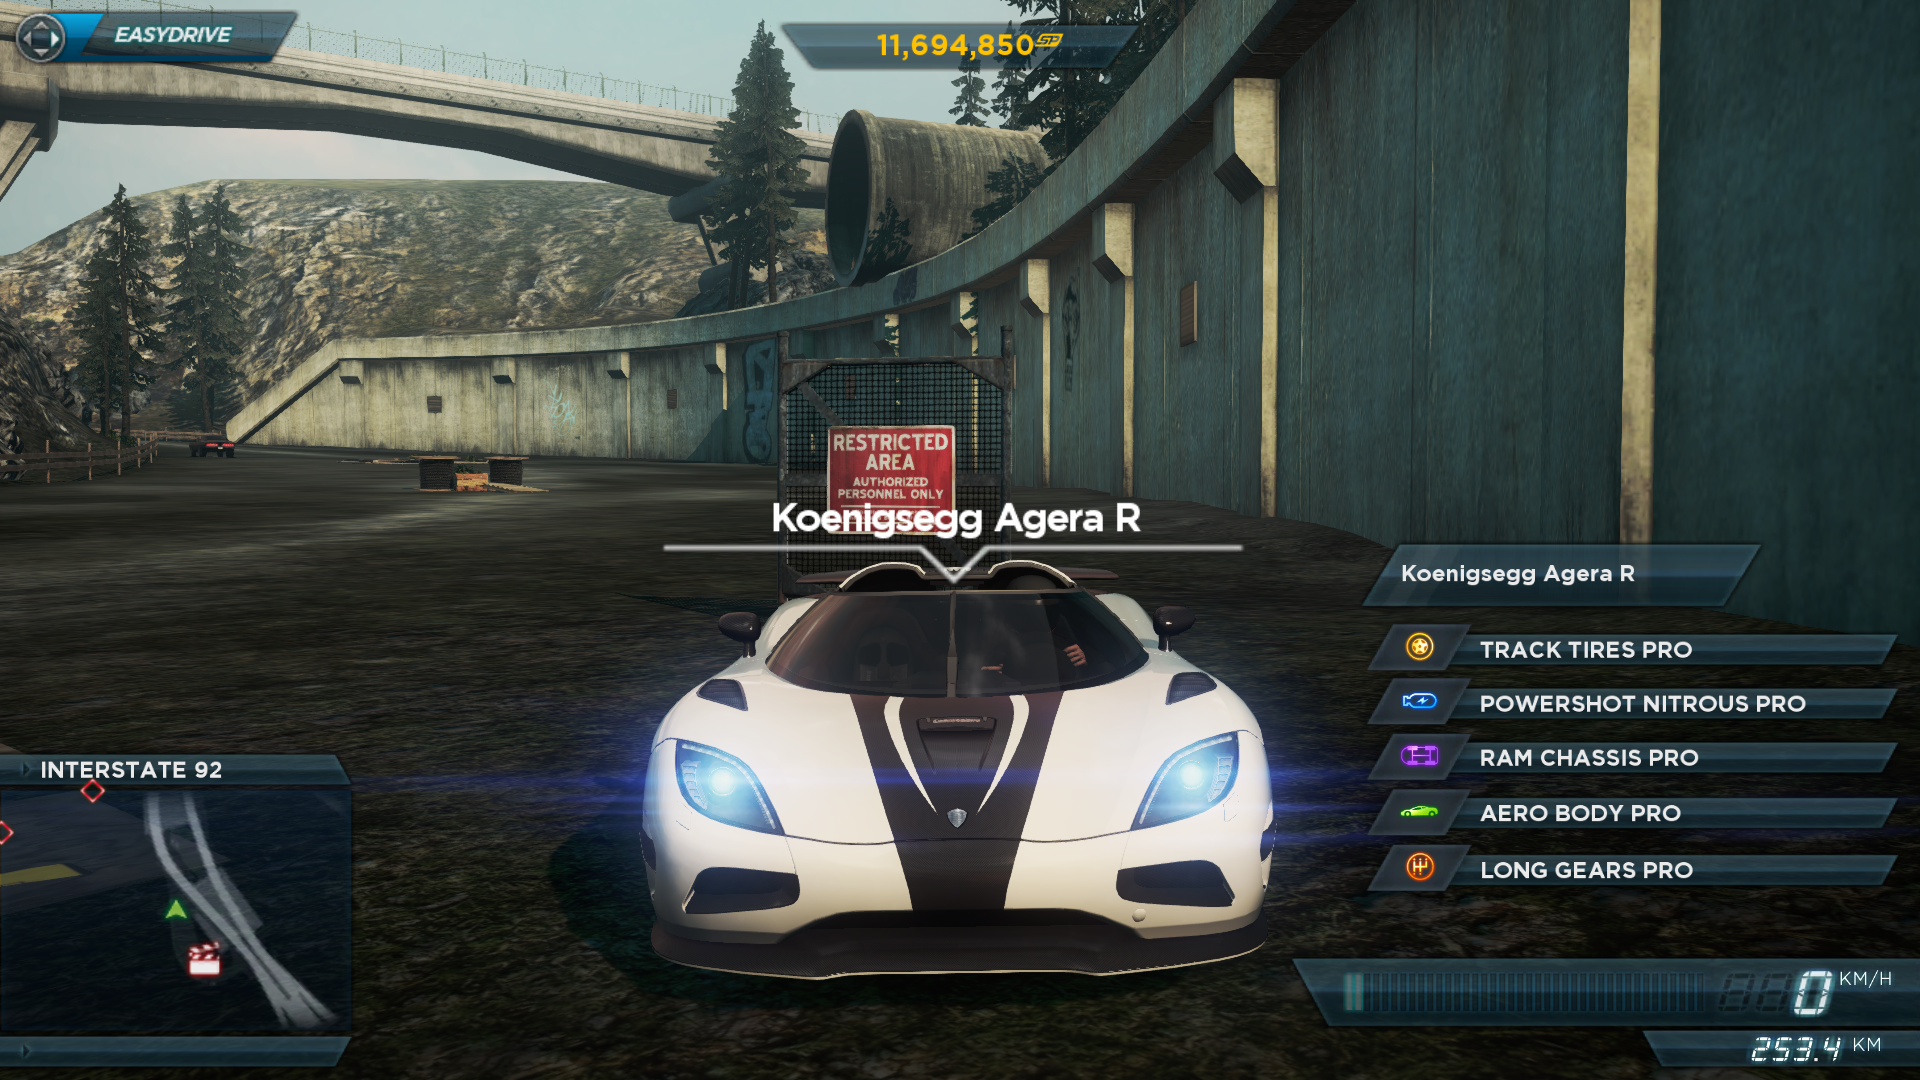 EASYDRIVE
11,694,850 SP
RESTRICTED
AREA
AUTHORIZED
PERSONNEL ONLY
Koenigsegg Agera R
Koenigsegg Agera R
TRACK TIRES PRO
POWERSHOT NITROUS PRO
RAM CHASSIS PRO
AERO BODY PRO
LONG GEARS PRO
INTERSTATE 92
0 KM/H
253.4 KM